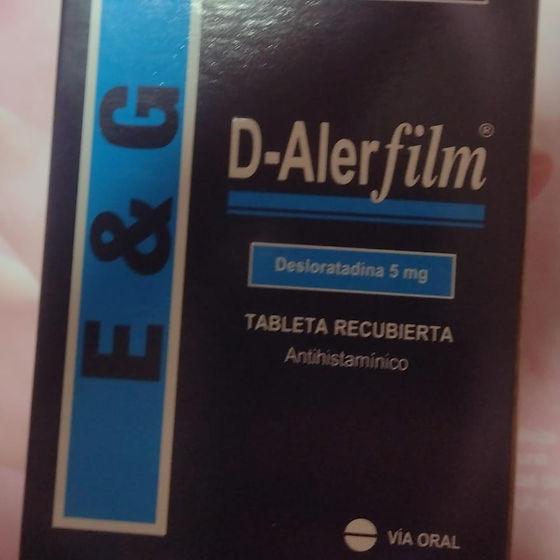 E & G
D-Alerfilm®
Desloratadina 5 mg
TABLETA RECUBIERTA
Antihistamínico
VÍA ORAL